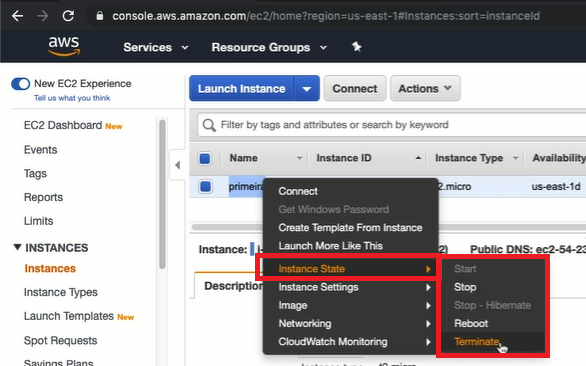 console.aws.amazon.com/ec2/home?region=us-east-1#Instances:sort=instanceId
aws
Services
Resource Groups
New EC2 Experience
Tell us what you think
Launch Instance
Connect
Actions
EC2 Dashboard New
Events
Tags
Reports
Limits
INSTANCES
Instances
Instance Types
Launch Templates New
Spot Requests
Savings Plans
Filter by tags and attributes or search by keyword
Name
Instance ID
Instance Type
Availability
us-east-1d
Connect
Get Windows Password
Create Template From Instance
Launch More Like This
Instance State
Instance Settings
Image
Networking
CloudWatch Monitoring
Start
Stop
Stop - Hibernate
Reboot
Terminate
Instance:
Public DNS: ec2-54-23